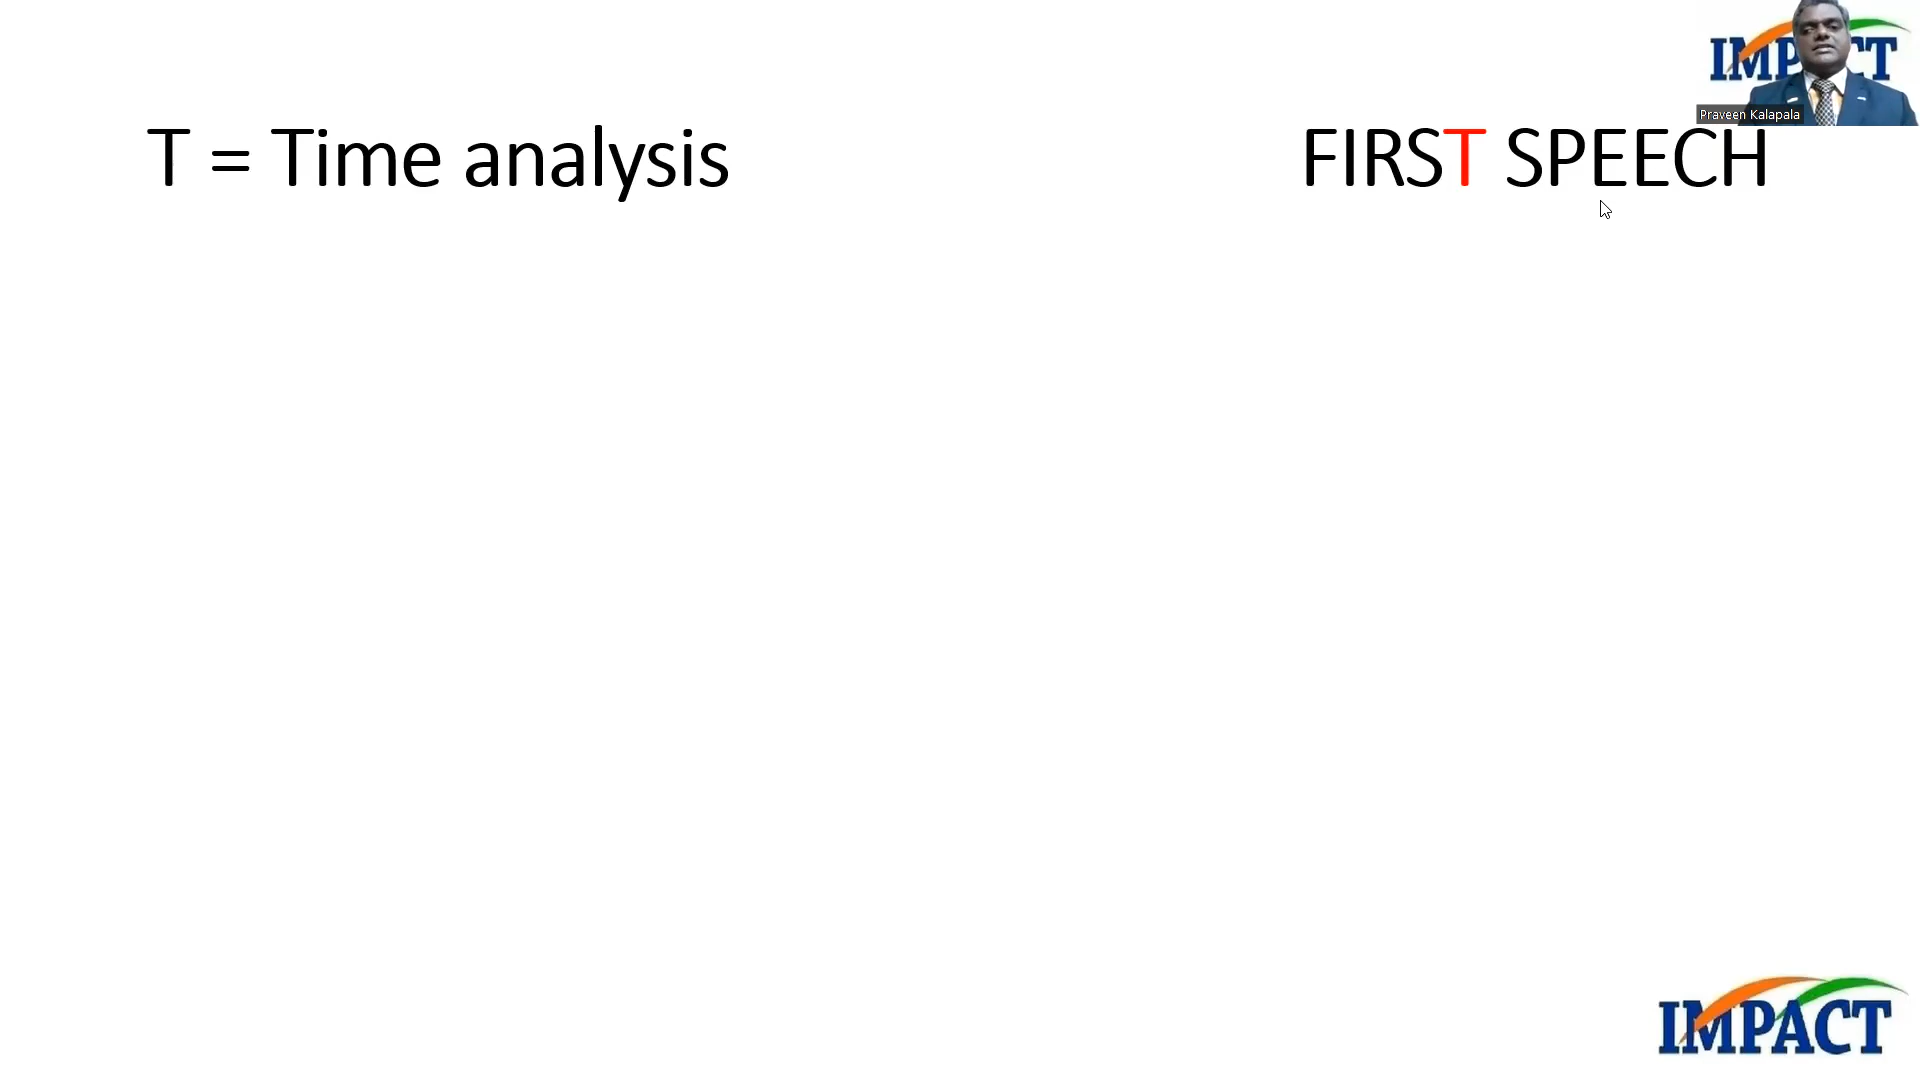 IMPACT
Praveen Kalapala
T = Time analysis
FIRST SPEECH
IMPACT